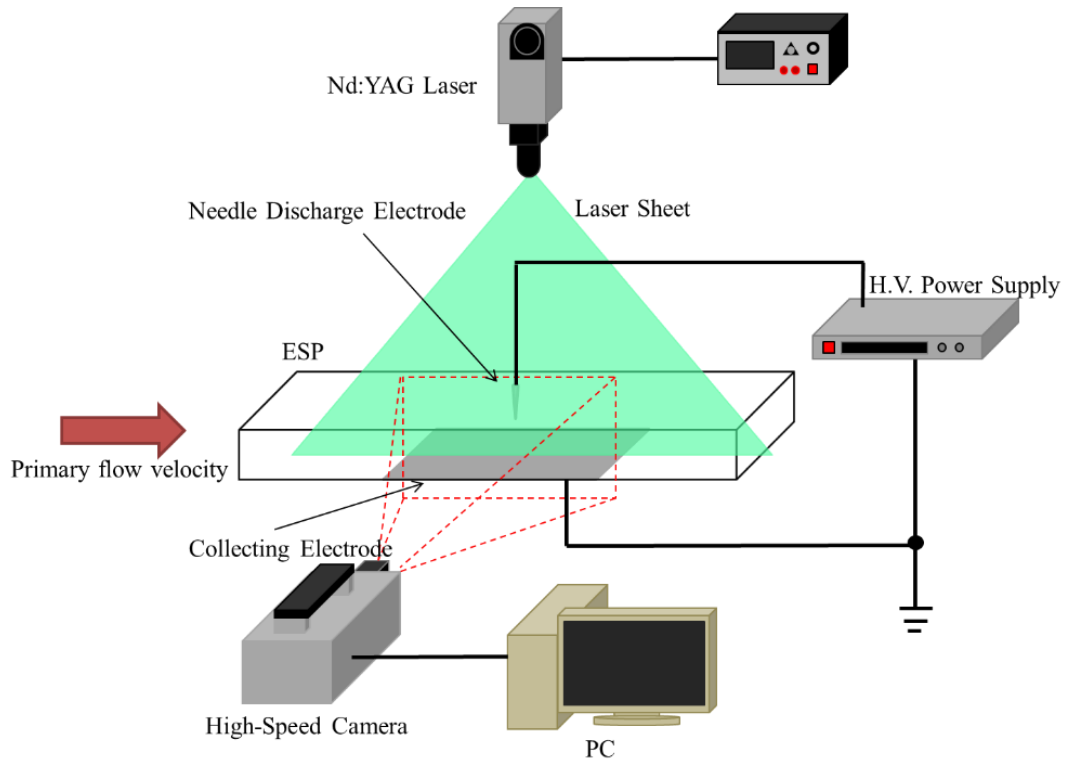 Nd:YAG Laser
Needle Discharge Electrode
Laser Sheet
H.V. Power Supply
ESP
Primary flow velocity
Collecting Electrode
High-Speed Camera
PC